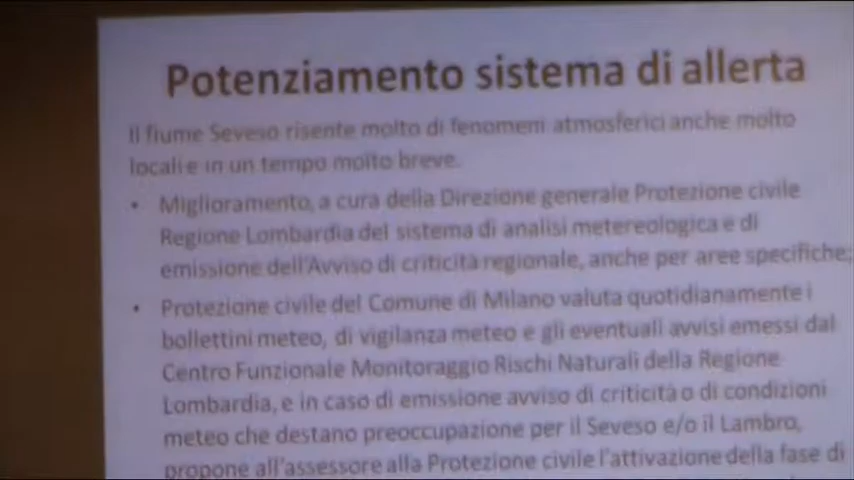 Potenziamento sistema di allerta
Il fiume Seveso risente molto di fenomeni atmosferici anche molto
locali e in un tempo molto breve.
• Miglioramento, a cura della Direzione generale Protezione civile
Regione Lombardia del sistema di analisi metereologica e di
emissione dell'Avviso di criticità regionale, anche per aree specifiche;
• Protezione civile del Comune di Milano valuta quotidianamente i
bollettini meteo, di vigilanza meteo e gli eventuali avvisi emessi dal
Centro Funzionale Monitoraggio Rischi Naturali della Regione
Lombardia, e in caso di emissione avviso di criticità o di condizioni
meteo che destano preoccupazione per il Seveso e/o il Lambro,
propone all'assessore alla Protezione civile l'attivazione della fase di